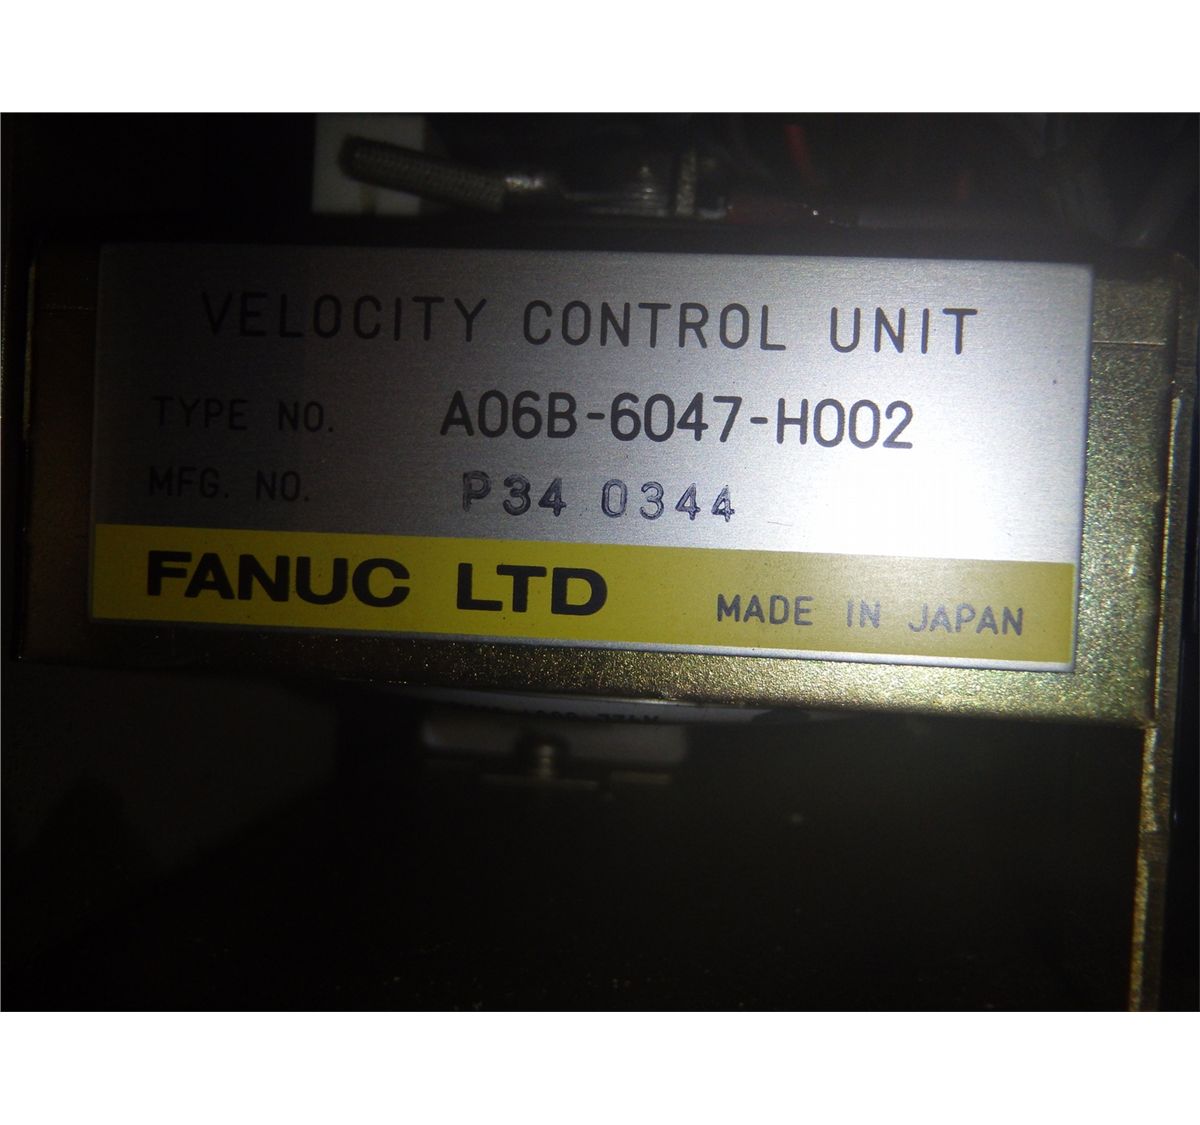 VELOCITY CONTROL UNIT
TYPE NO. A06B-6047-H002
MFG. NO. P34 0344
FANUC LTD MADE IN JAPAN